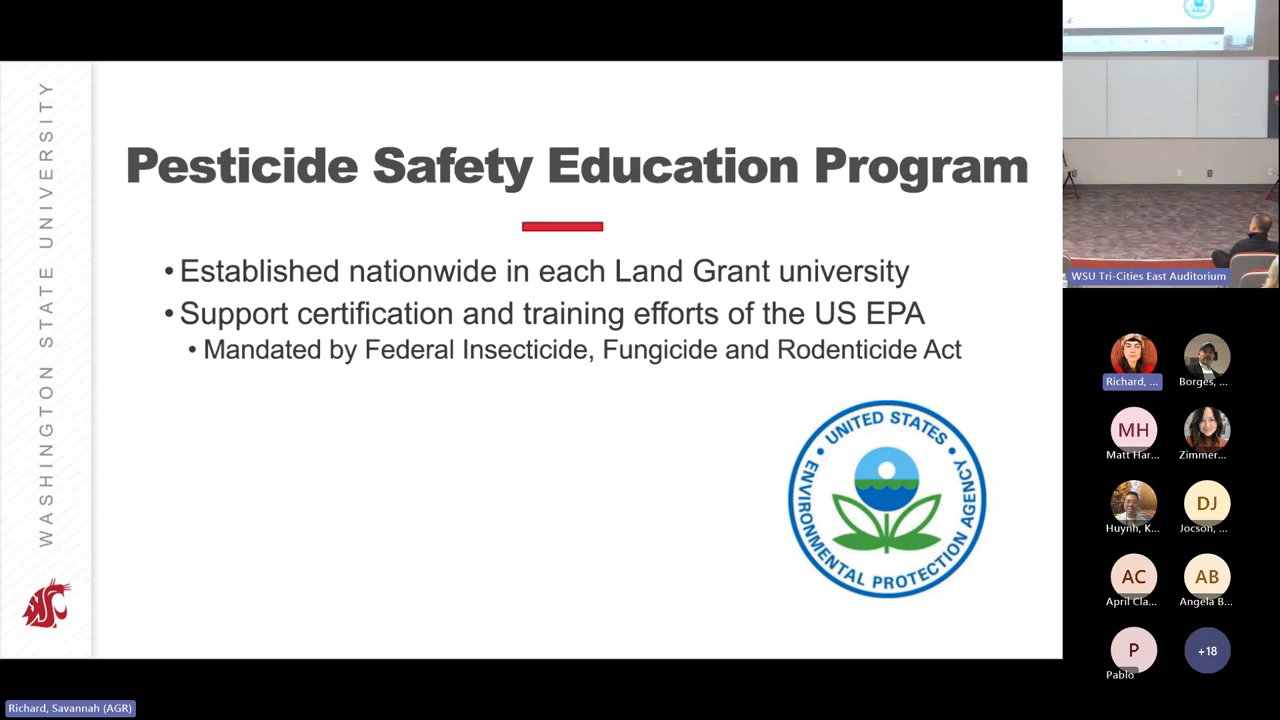 WASHINGTON STATE UNIVERSITY
Pesticide Safety Education Program
• Established nationwide in each Land Grant university
• Support certification and training efforts of the US EPA
• Mandated by Federal Insecticide, Fungicide and Rodenticide Act
UNITED STATES
ENVIRONMENTAL PROTECTION AGENCY
WSU Tri-Cities East Auditorium
Richard, ...
Borges, ...
MH
Matt Har...
Zimmer...
Huynh, K...
DJ
Jocson, ...
AC
April Cla...
AB
Angela B...
P
Pablo
+18
Richard, Savannah (AGR)